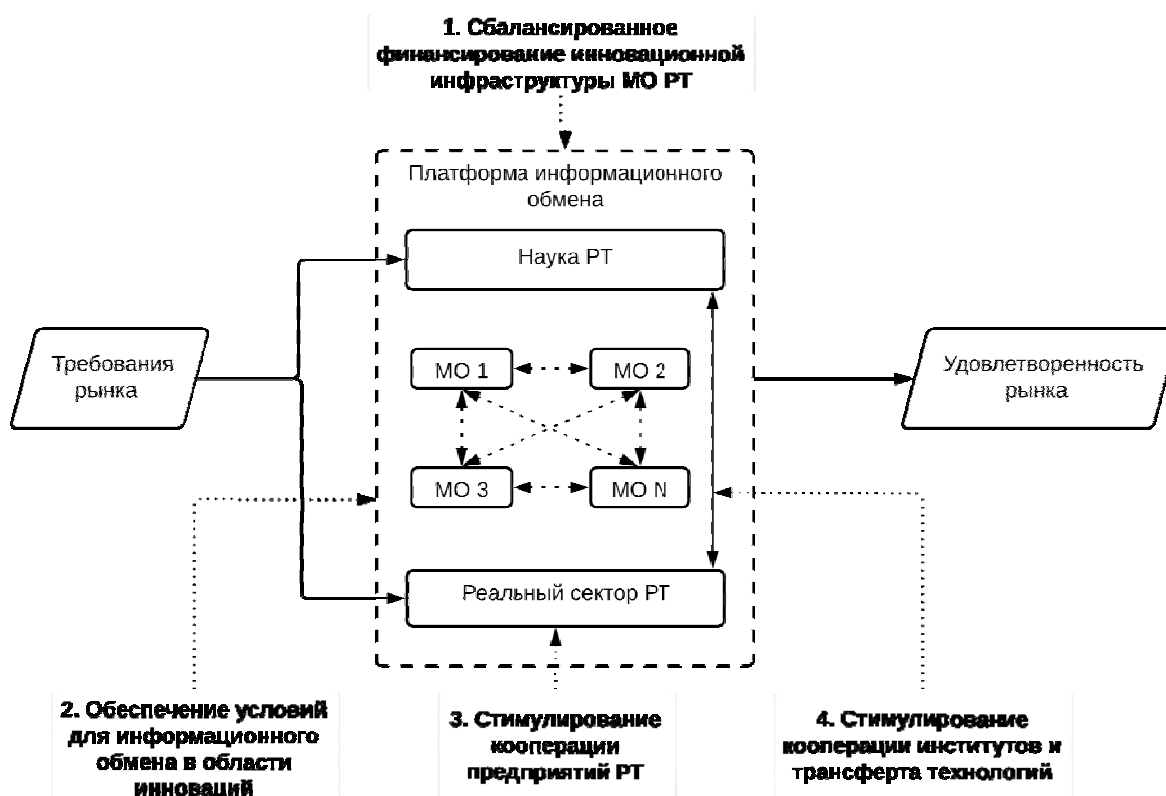 1. Сбалансированное
финансирование инновационной
инфраструктуры МО РТ
Платформа информационного
обмена
Наука РТ
Требования
рынка
МО 1
МО 2
Удовлетворенность
рынка
МО 3
МО N
Реальный сектор РТ
2. Обеспечение условий
для информационного
обмена в области
инноваций
3. Стимулирование
кооперации
предприятий РТ
4. Стимулирование
кооперации институтов и
трансферта технологий